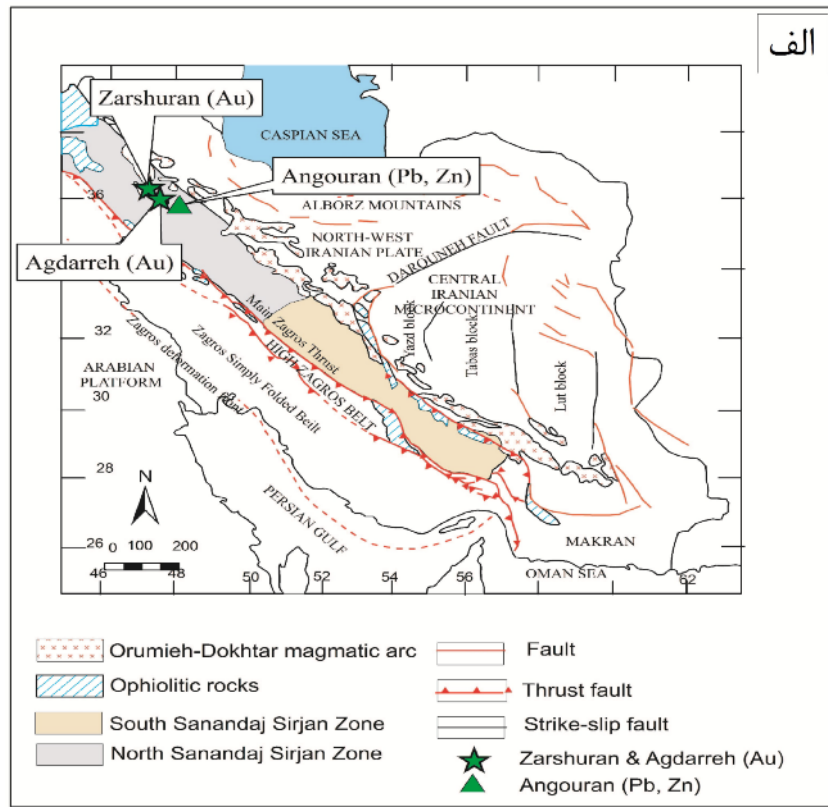 الف
Zarshuran (Au)
CASPIAN SEA
Angouran (Pb, Zn)
36
ALBORZ MOUNTAINS
NORTH-WEST
IRANIAN PLATE
DAROUNEH FAULT
Agdarreh (Au)
CENTRAL
IRANIAN
MICROCONTINENT
32
Main Zagros Thrust
Yazd block
Tabas block
Lut block
HIGH ZAGROS BELT
Zagros Simply Folded Beilt
Zagros deformation
ARABIAN
PLATFORM
30
28
N
PERSIAN GULF
MAKRAN
0 100 200
26
OMAN SEA
46 48 50 52 54 56 62
Orumieh-Dokhtar magmatic arc
Fault
Ophiolitic rocks
Thrust fault
South Sanandaj Sirjan Zone
Strike-slip fault
North Sanandaj Sirjan Zone
Zarshuran & Agdarreh (Au)
Angouran (Pb, Zn)